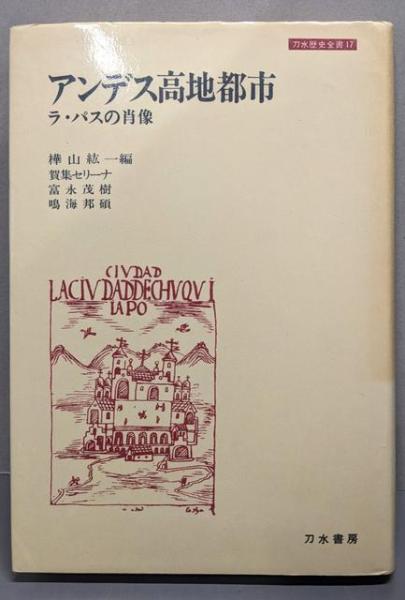 刀水歴史全書17
アンデス高地都市
ラ・パスの肖像
樺山紘一編
賀集セリーナ
富永茂樹
鳴海邦碩
CIVDAD
LACIVDADDECHVQVI
IAPO
刀水書房